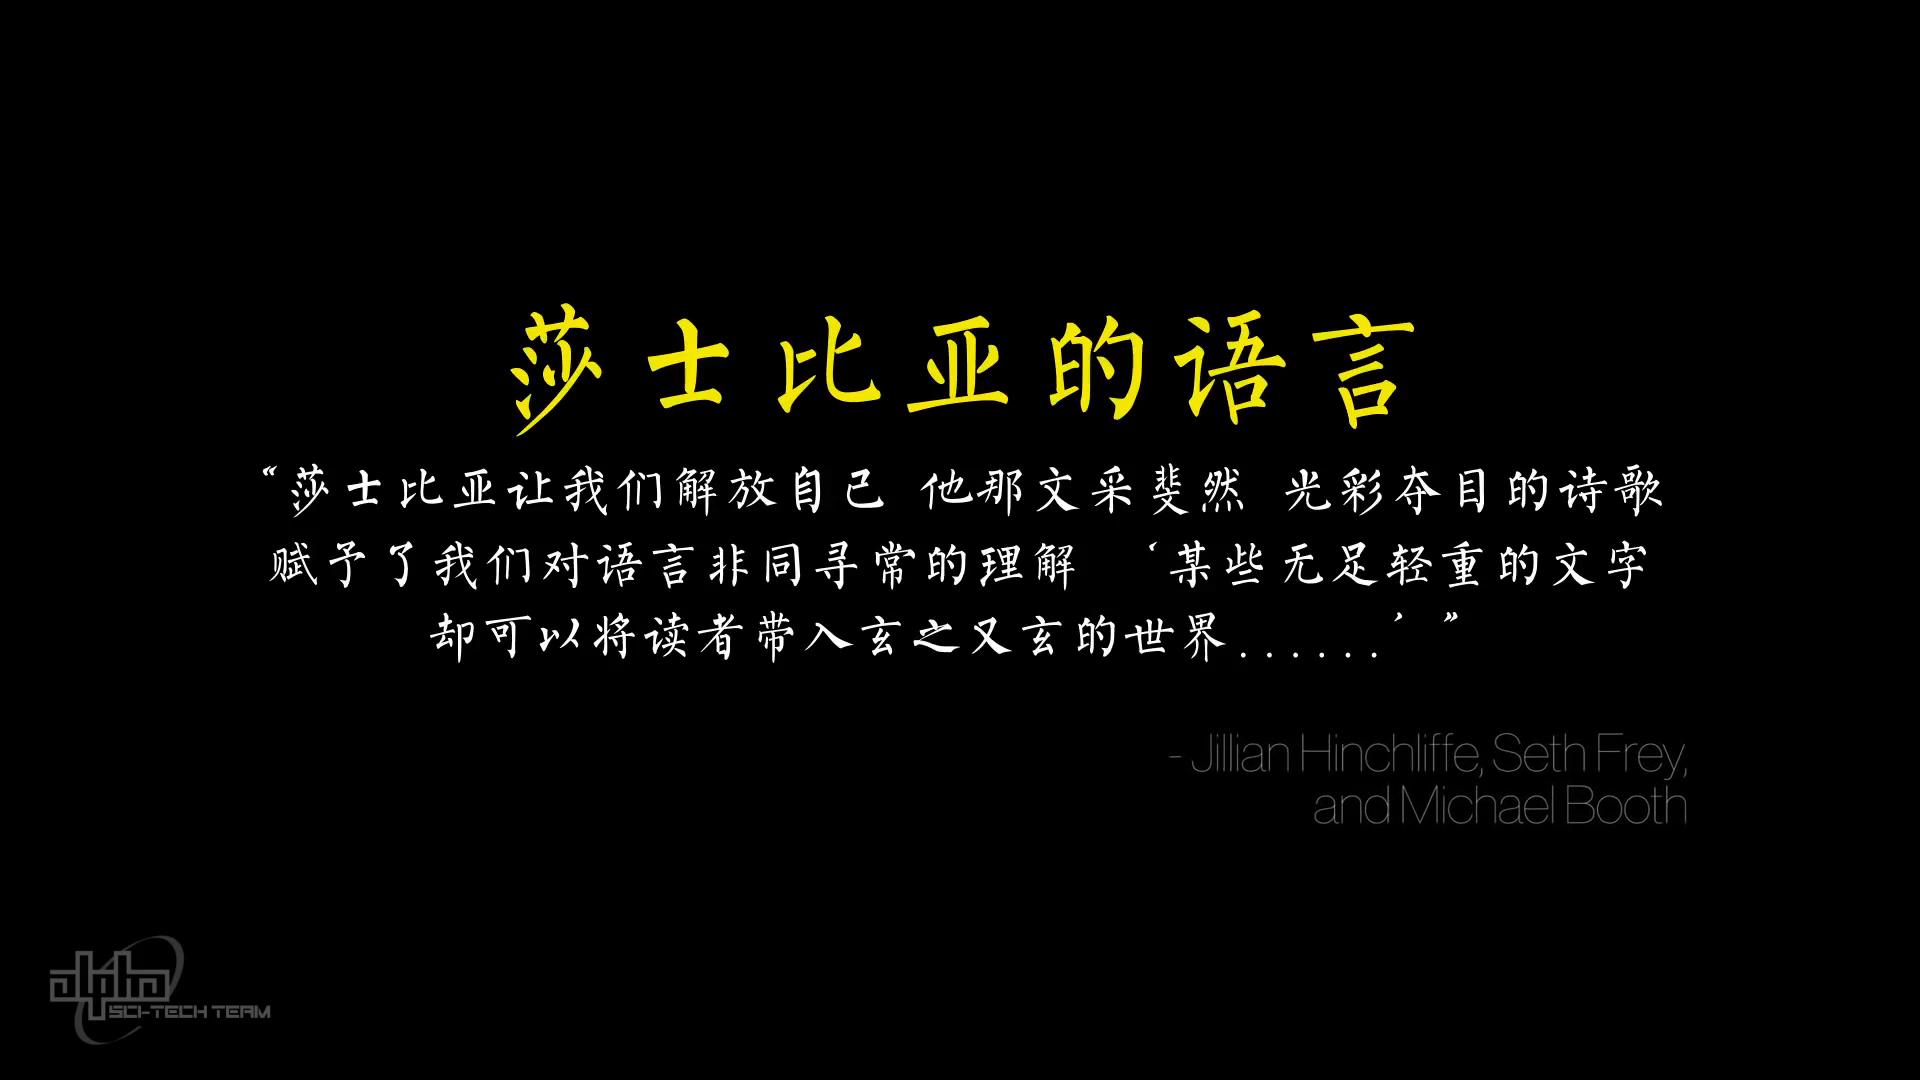 莎士比亚的语言
“莎士比亚让我们解放自己 他那文采斐然 光彩夺目的诗歌
赋予了我们对语言非同寻常的理解 ‘某些无足轻重的文字
却可以将读者带入玄之又玄的世界......’”
- Jillian Hinchliffe, Seth Frey,
and Michael Booth
alpha
SCI-TECH TEAM